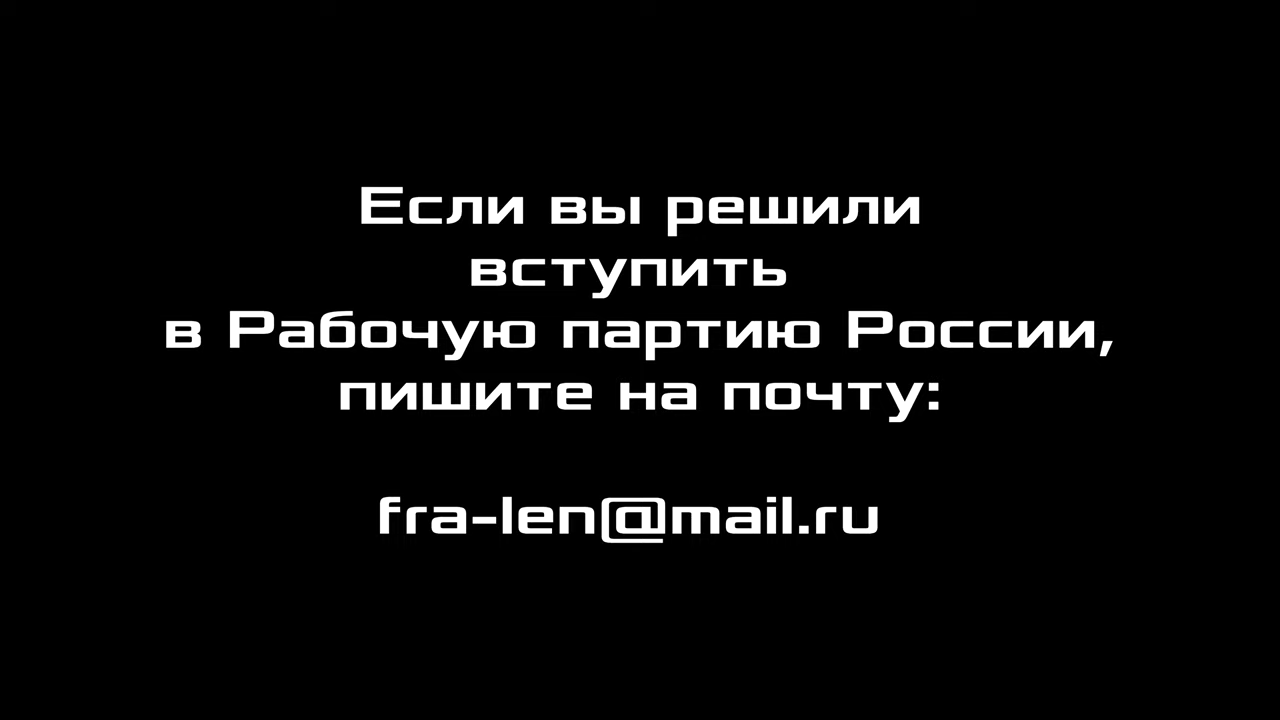 Если вы решили
вступить
в Рабочую партию России,
пишите на почту:
fra-len@mail.ru